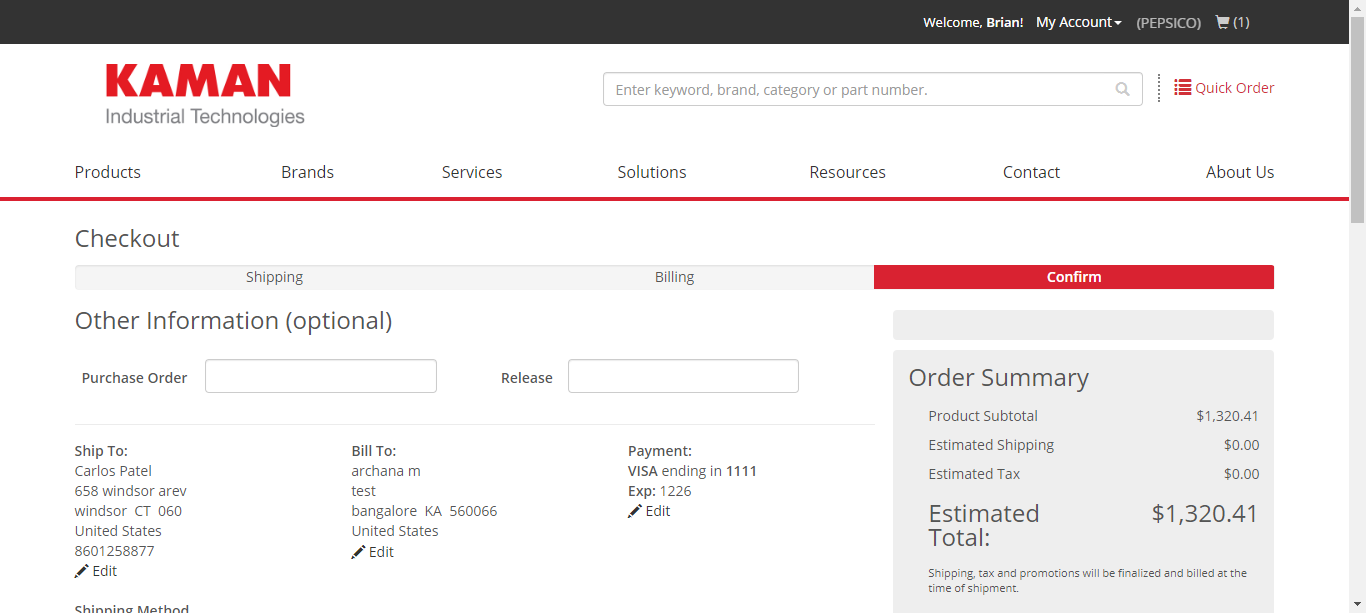 Welcome, Brian! My Account (PEPSICO) (1)
KAMAN
Industrial Technologies
Enter keyword, brand, category or part number.
Quick Order
Products Brands Services Solutions Resources Contact About Us
Checkout
Shipping Billing Confirm
Other Information (optional)
Purchase Order
Release
Ship To:
Carlos Patel
658 windsor arev
windsor CT 060
United States
8601258877
Edit
Bill To:
archana m
test
bangalore KA 560066
United States
Edit
Payment:
VISA ending in 1111
Exp: 1226
Edit
Shipping Method
Order Summary
Product Subtotal $1,320.41
Estimated Shipping $0.00
Estimated Tax $0.00
Estimated $1,320.41
Total:
Shipping, tax and promotions will be finalized and billed at the
time of shipment.